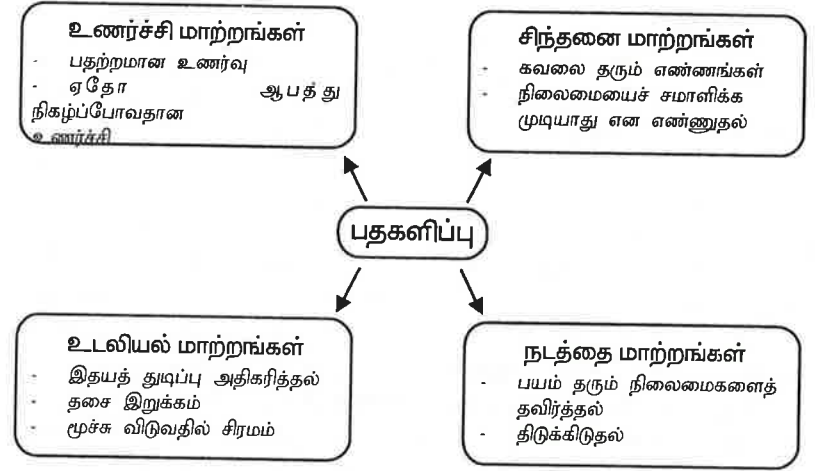 உணர்ச்சி மாற்றங்கள்
- பதற்றமான உணர்வு
- ஏதோ ஆபத்து
நிகழ்ப்போவதான
உணர்ச்சி
சிந்தனை மாற்றங்கள்
- கவலை தரும் எண்ணங்கள்
- நிலைமையைச் சமாளிக்க
முடியாது என எண்ணுதல்
பதகளிப்பு
உடலியல் மாற்றங்கள்
- இதயத் துடிப்பு அதிகரித்தல்
- தசை இறுக்கம்
- மூச்சு விடுவதில் சிரமம்
நடத்தை மாற்றங்கள்
- பயம் தரும் நிலைமைகளைத்
தவிர்த்தல்
- திடுக்கிடுதல்